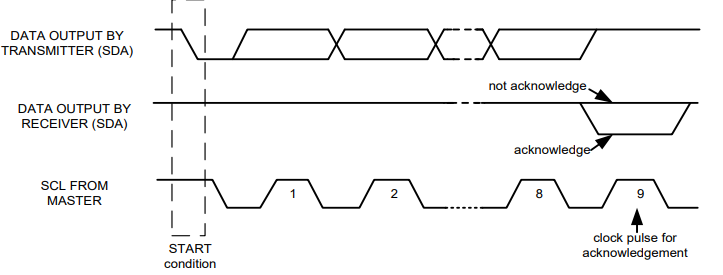 DATA OUTPUT BY
TRANSMITTER (SDA)
not acknowledge
DATA OUTPUT BY
RECEIVER (SDA)
acknowledge
SCL FROM
MASTER
1
2
8
9
START
condition
clock pulse for
acknowledgement